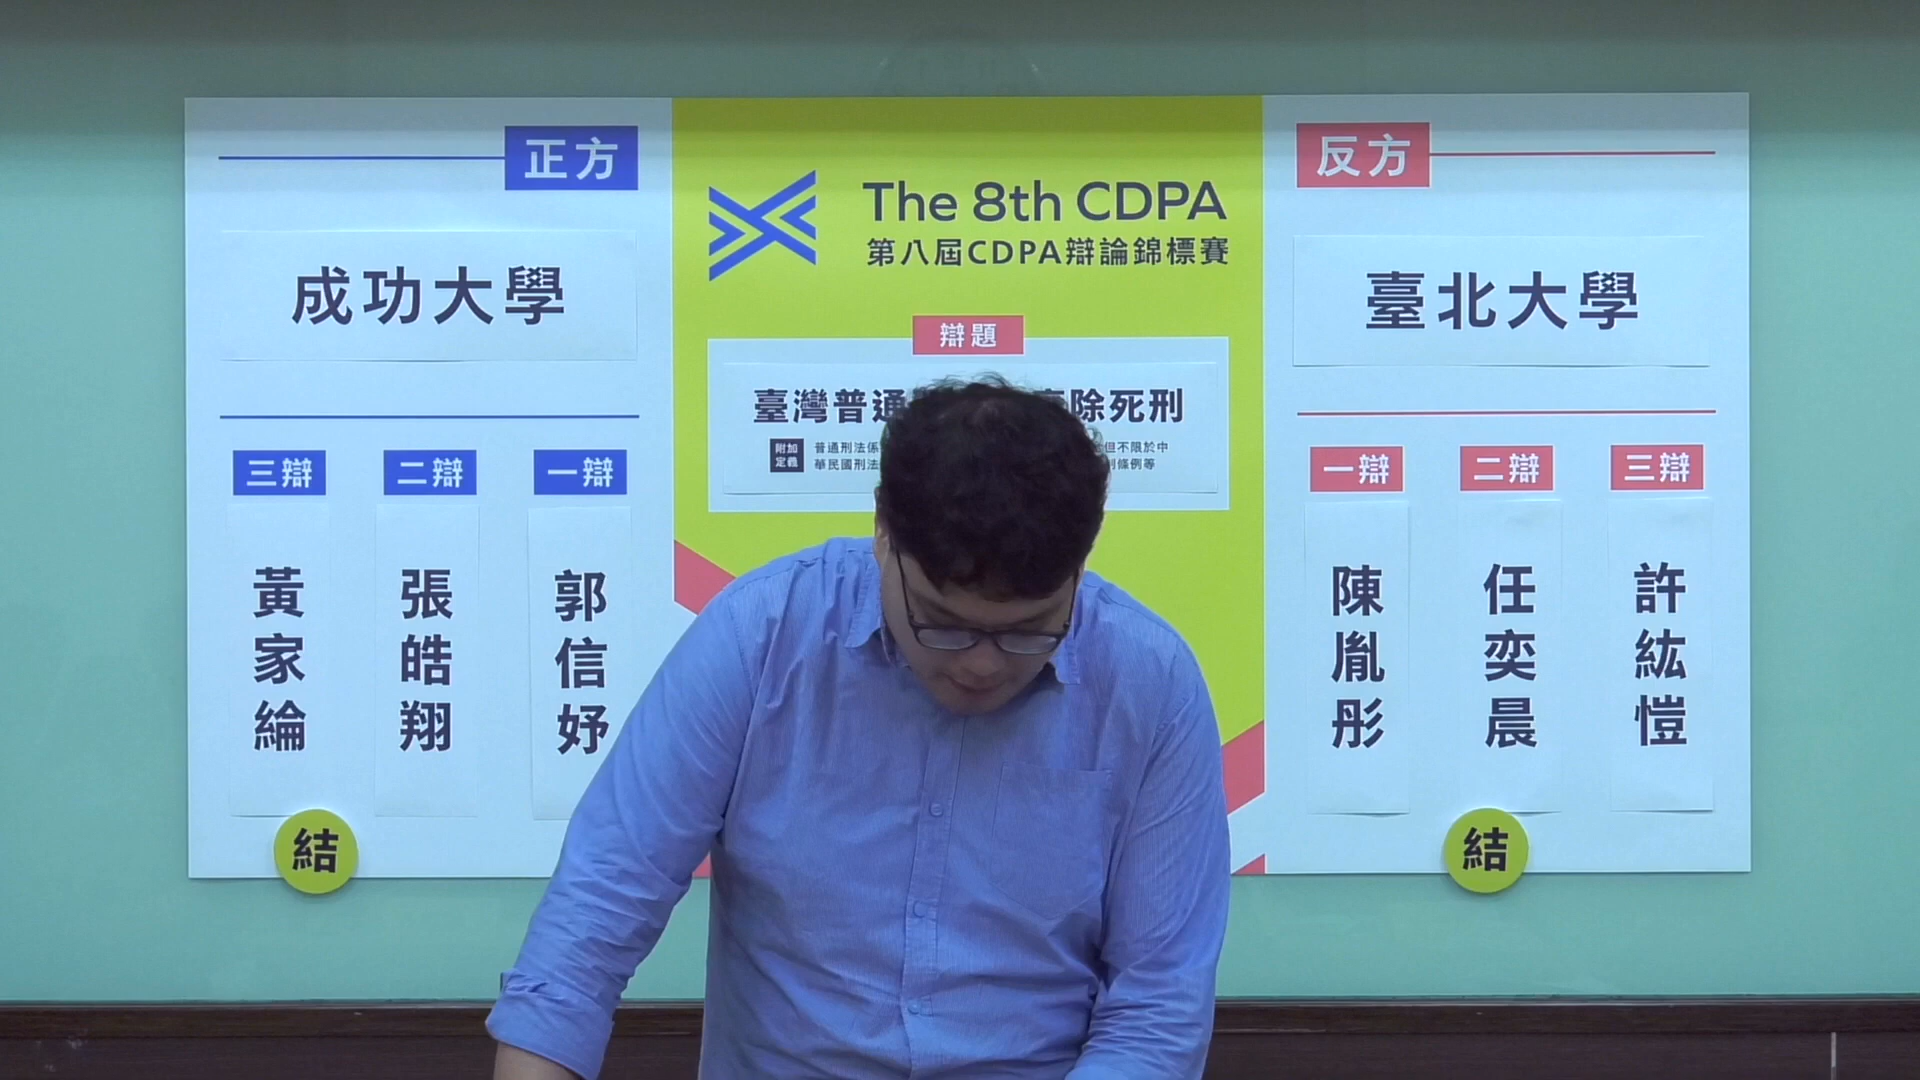 正方
成功大學
三辯
二辯
一辯
黃家綸
張皓翔
郭信妤
結
The 8th CDPA
第八屆CDPA辯論錦標賽
辯題
臺灣普通
除死刑
附加定義
普通刑法係
但不限於中
華民國刑法
制條例等
反方
臺北大學
一辯
二辯
三辯
陳胤彤
任奕晨
許紘愷
結